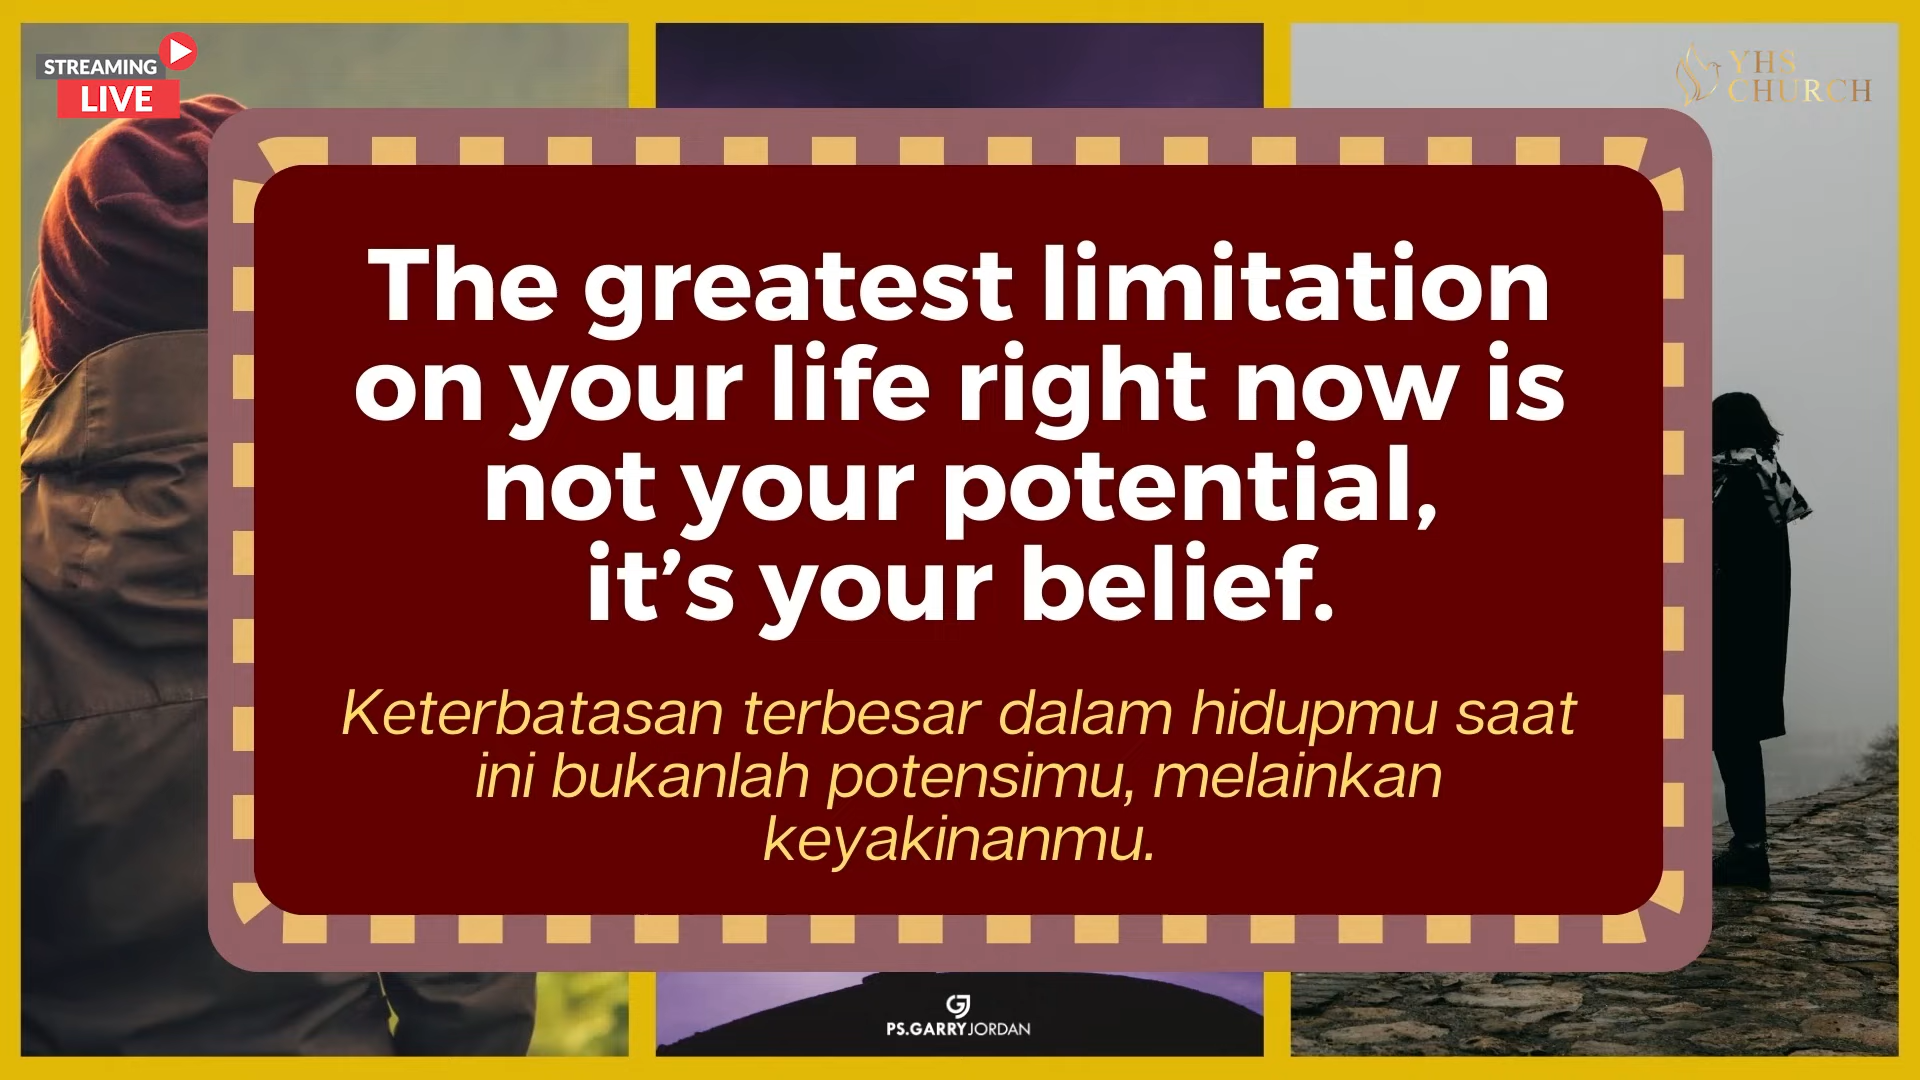 STREAMING
LIVE
YHS
CHURCH
The greatest limitation
on your life right now is
not your potential,
it’s your belief.
Keterbatasan terbesar dalam hidupmu saat
ini bukanlah potensimu, melainkan
keyakinanmu.
GJ
PS.GARRYJORDAN